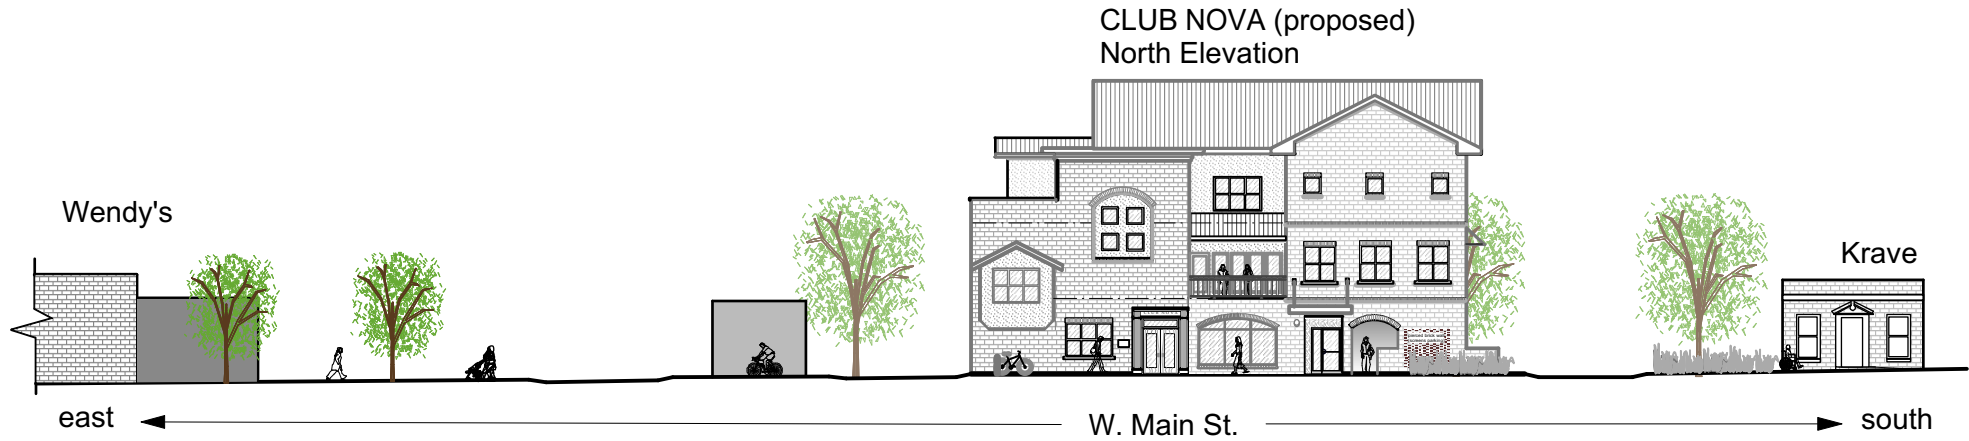 CLUB NOVA (proposed)
North Elevation
Wendy's
Krave
east
W. Main St.
south